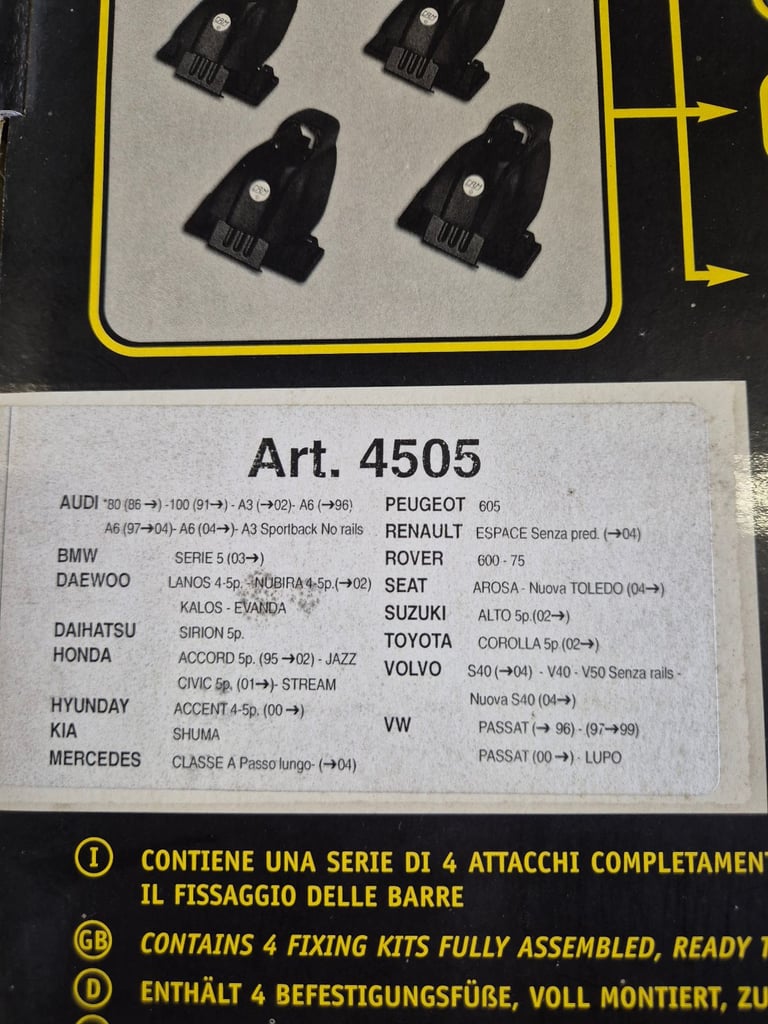 Art. 4505
AUDI *80 (86 ➔) -100 (91➔) - A3 (➔02)- A6 (➔96)
A6 (97➔04)- A6 (04➔)- A3 Sportback No rails
BMW SERIE 5 (03➔)
DAEWOO LANOS 4-5p. - NUBIRA 4-5p.(➔02)
KALOS - EVANDA
DAIHATSU SIRION 5p.
HONDA ACCORD 5p. (95 ➔02) - JAZZ
CIVIC 5p. (01➔)- STREAM
HYUNDAY ACCENT 4-5p. (00 ➔)
KIA SHUMA
MERCEDES CLASSE A Passo lungo- (➔04)
PEUGEOT 605
RENAULT ESPACE Senza pred. (➔04)
ROVER 600 - 75
SEAT AROSA - Nuova TOLEDO (04➔)
SUZUKI ALTO 5p.(02➔)
TOYOTA COROLLA 5p (02➔)
VOLVO S40 (➔04) - V40 - V50 Senza rails -
Nuova S40 (04➔)
VW PASSAT (➔ 96) - (97➔99)
PASSAT (00 ➔) - LUPO
I CONTIENE UNA SERIE DI 4 ATTACCHI
IL FISSAGGIO DELLE BARRE
GB CONTAINS 4 FIXING KITS FULLY ASSEMBLED, READY
D ENTHÄLT 4 BEFESTIGUNGSFÜßE, VOLL MONTIERT, ZU